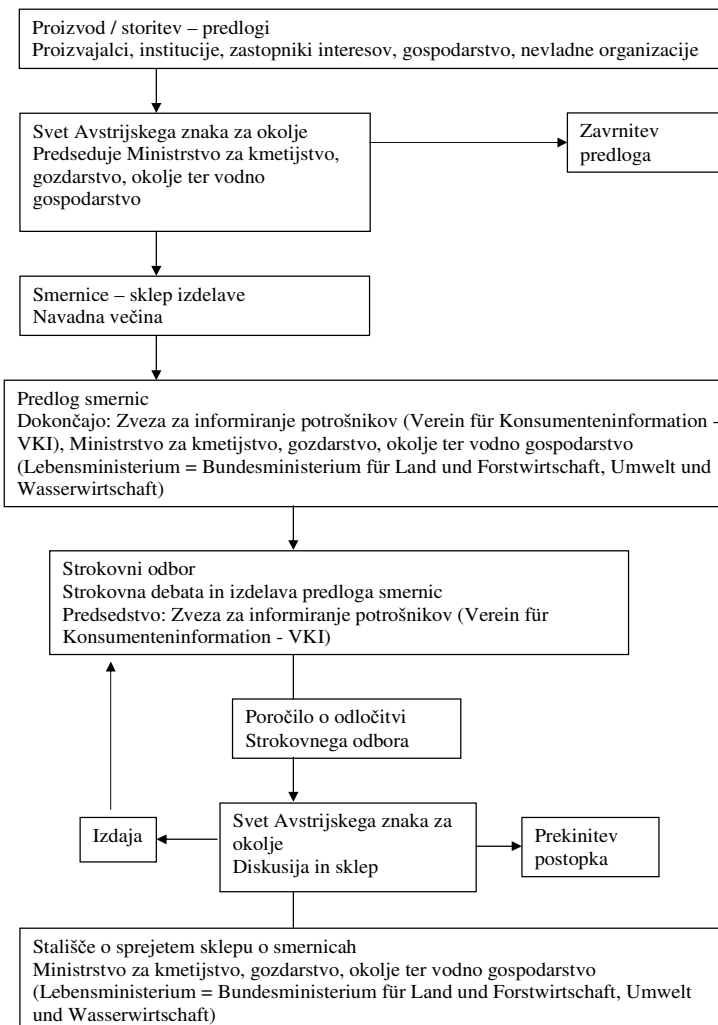 Proizvod / storitev – predlogi
Proizvajalci, institucije, zastopniki interesov, gospodarstvo, nevladne organizacije
Svet Avstrijskega znaka za okolje
Predseduje Ministrstvo za kmetijstvo,
gozdarstvo, okolje ter vodno
gospodarstvo
Zavrnitev
predloga
Smernice – sklep izdelave
Navadna večina
Predlog smernic
Dokončajo: Zveza za informiranje potrošnikov (Verein für Konsumenteninformation -
VKI), Ministrstvo za kmetijstvo, gozdarstvo, okolje ter vodno gospodarstvo
(Lebensministerium = Bundesministerium für Land und Forstwirtschaft, Umwelt und
Wasserwirtschaft)
Strokovni odbor
Strokovna debata in izdelava predloga smernic
Predsedstvo: Zveza za informiranje potrošnikov (Verein für
Konsumenteninformation - VKI)
Poročilo o odločitvi
Strokovnega odbora
Izdaja
Svet Avstrijskega znaka za
okolje
Diskusija in sklep
Prekinitev
postopka
Stališče o sprejetem sklepu o smernicah
Ministrstvo za kmetijstvo, gozdarstvo, okolje ter vodno gospodarstvo
(Lebensministerium = Bundesministerium für Land und Forstwirtschaft, Umwelt
und Wasserwirtschaft)